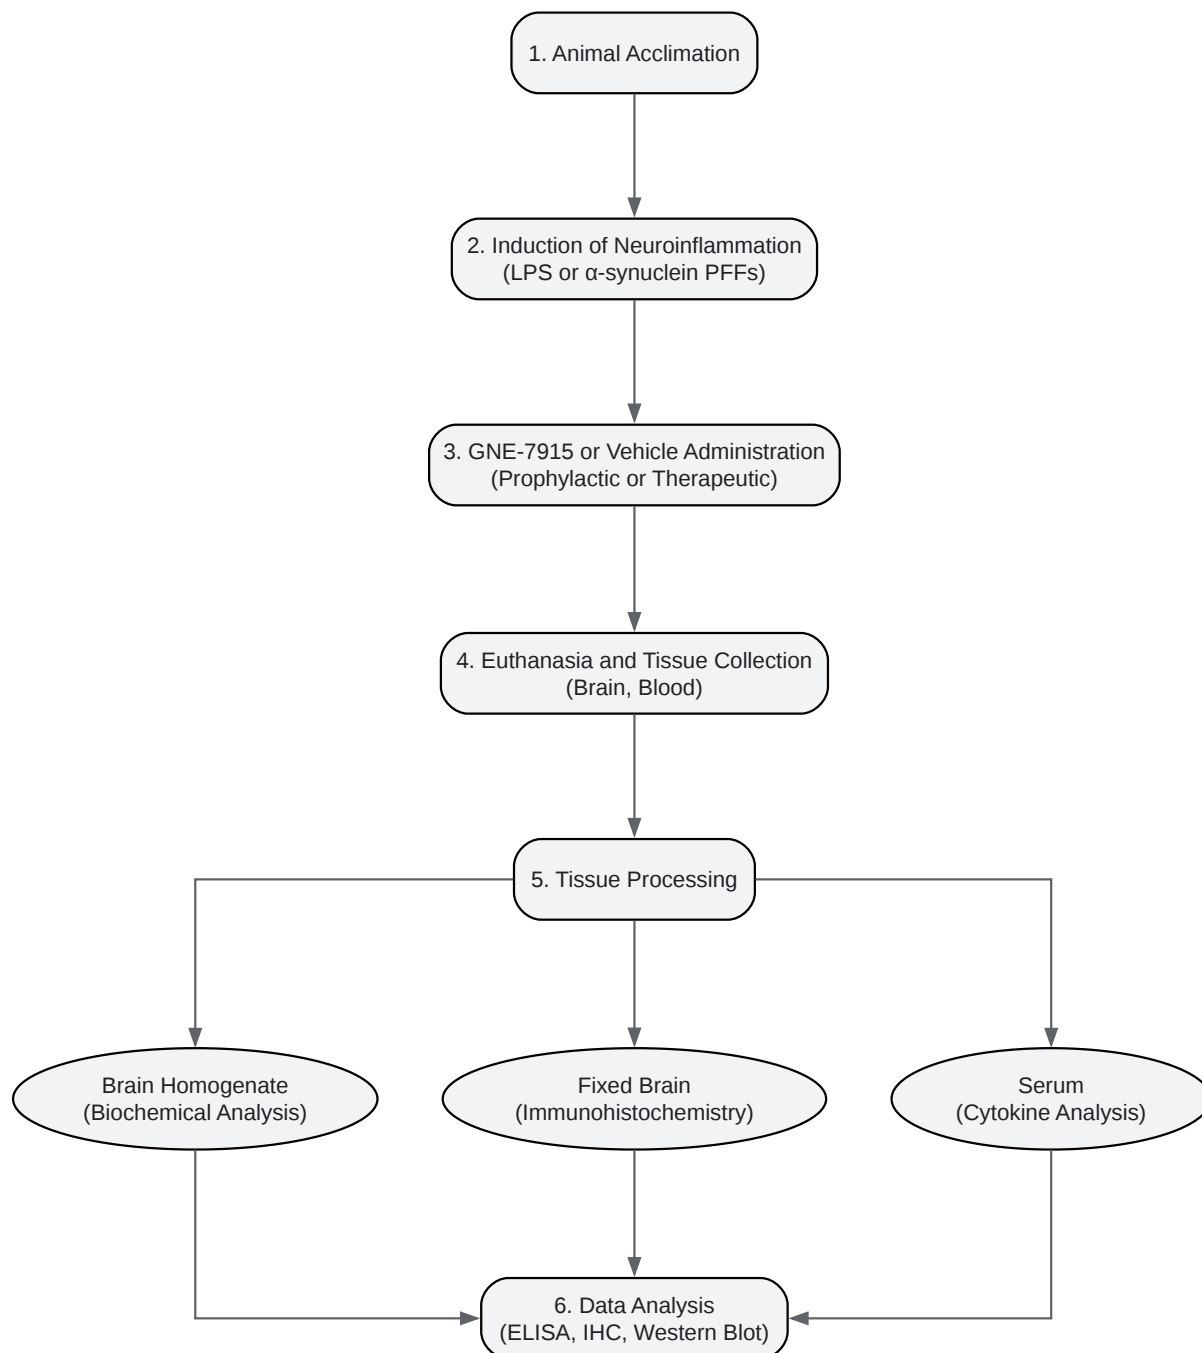 1. Animal Acclimation
2. Induction of Neuroinflammation
(LPS or α-synuclein PFFs)
3. GNE-7915 or Vehicle Administration
(Prophylactic or Therapeutic)
4. Euthanasia and Tissue Collection
(Brain, Blood)
5. Tissue Processing
Brain Homogenate
(Biochemical Analysis)
Fixed Brain
(Immunohistochemistry)
Serum
(Cytokine Analysis)
6. Data Analysis
(ELISA, IHC, Western Blot)